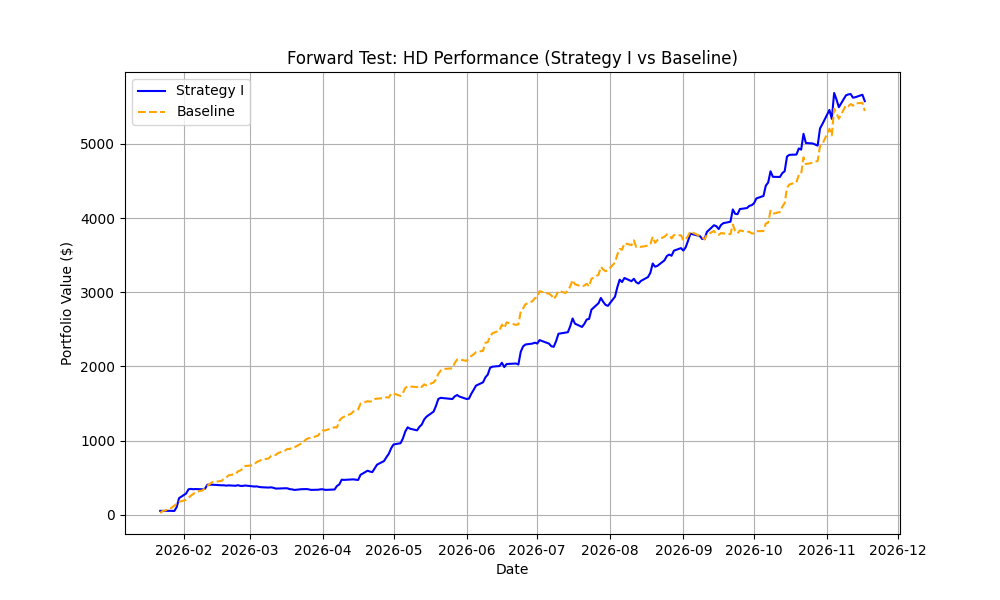 Forward Test: HD Performance (Strategy I vs Baseline)
Strategy I
Baseline
Portfolio Value ($)
5000
4000
3000
2000
1000
0
2026-02 2026-03 2026-04 2026-05 2026-06 2026-07 2026-08 2026-09 2026-10 2026-11 2026-12
Date